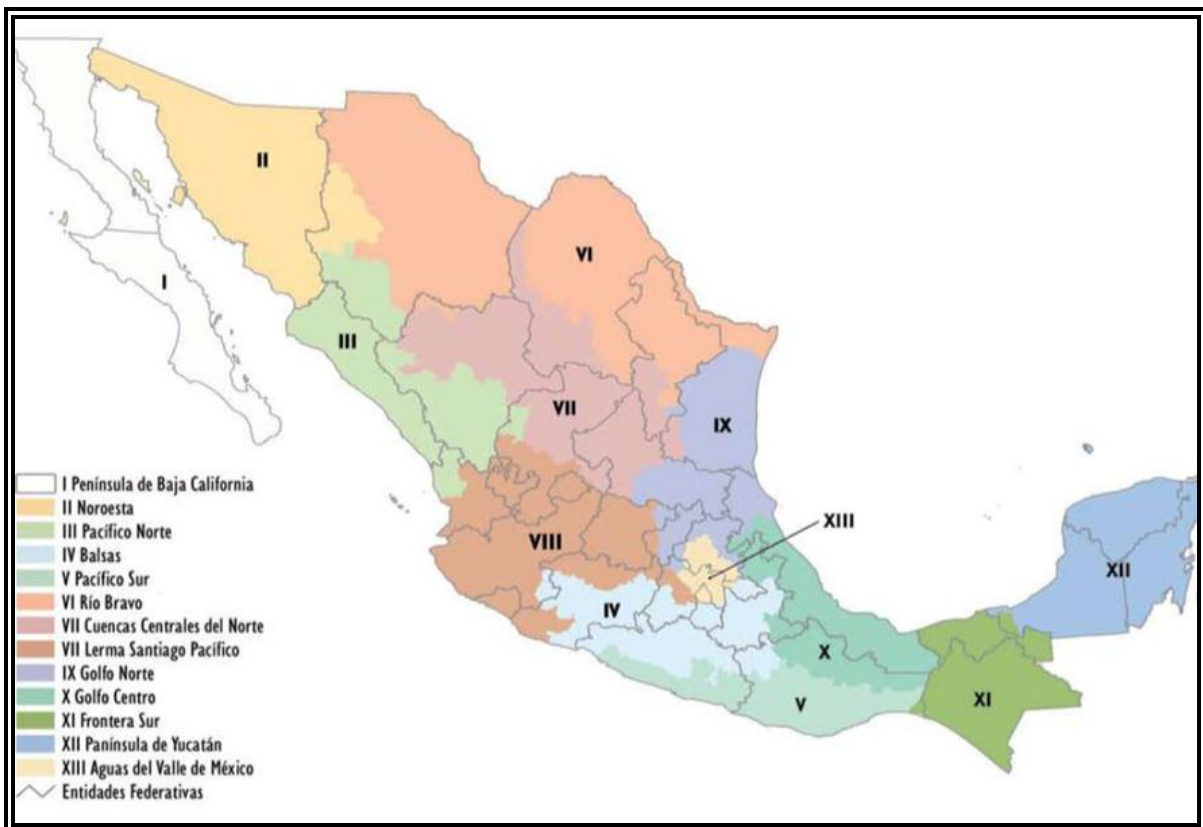 II
VI
I
III
VII
IX
XIII
VIII
XII
IV
X
V
XI
I Península de Baja California
II Noroesta
III Pacífico Norte
IV Balsas
V Pacífico Sur
VI Río Bravo
VII Cuencas Centrales del Norte
VII Lerma Santiago Pacífico
IX Golfo Norte
X Golfo Centro
XI Frontera Sur
XII Panínsula de Yucatán
XIII Aguas del Valle de México
Entidades Federativas